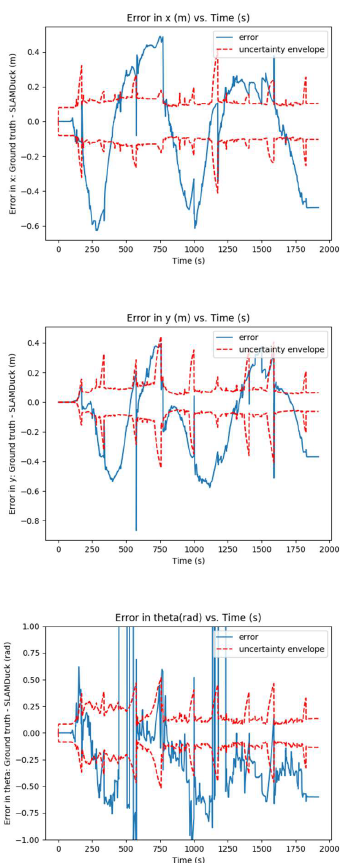 Error in x (m) vs. Time (s)
Error in x: Ground truth - SLAMDuck (m)
0.4
0.2
0.0
−0.2
−0.4
−0.6
error
uncertainty envelope
0 250 500 750 1000 1250 1500 1750 2000
Time (s)
Error in y (m) vs. Time (s)
Error in y: Ground truth - SLAMDuck (m)
0.4
0.2
0.0
−0.2
−0.4
−0.6
−0.8
error
uncertainty envelope
0 250 500 750 1000 1250 1500 1750 2000
Time (s)
Error in theta(rad) vs. Time (s)
Error in theta: Ground truth - SLAMDuck (rad)
1.00
0.75
0.50
0.25
0.00
−0.25
−0.50
−0.75
−1.00
error
uncertainty envelope
0 250 500 750 1000 1250 1500 1750 2000
Time (s)